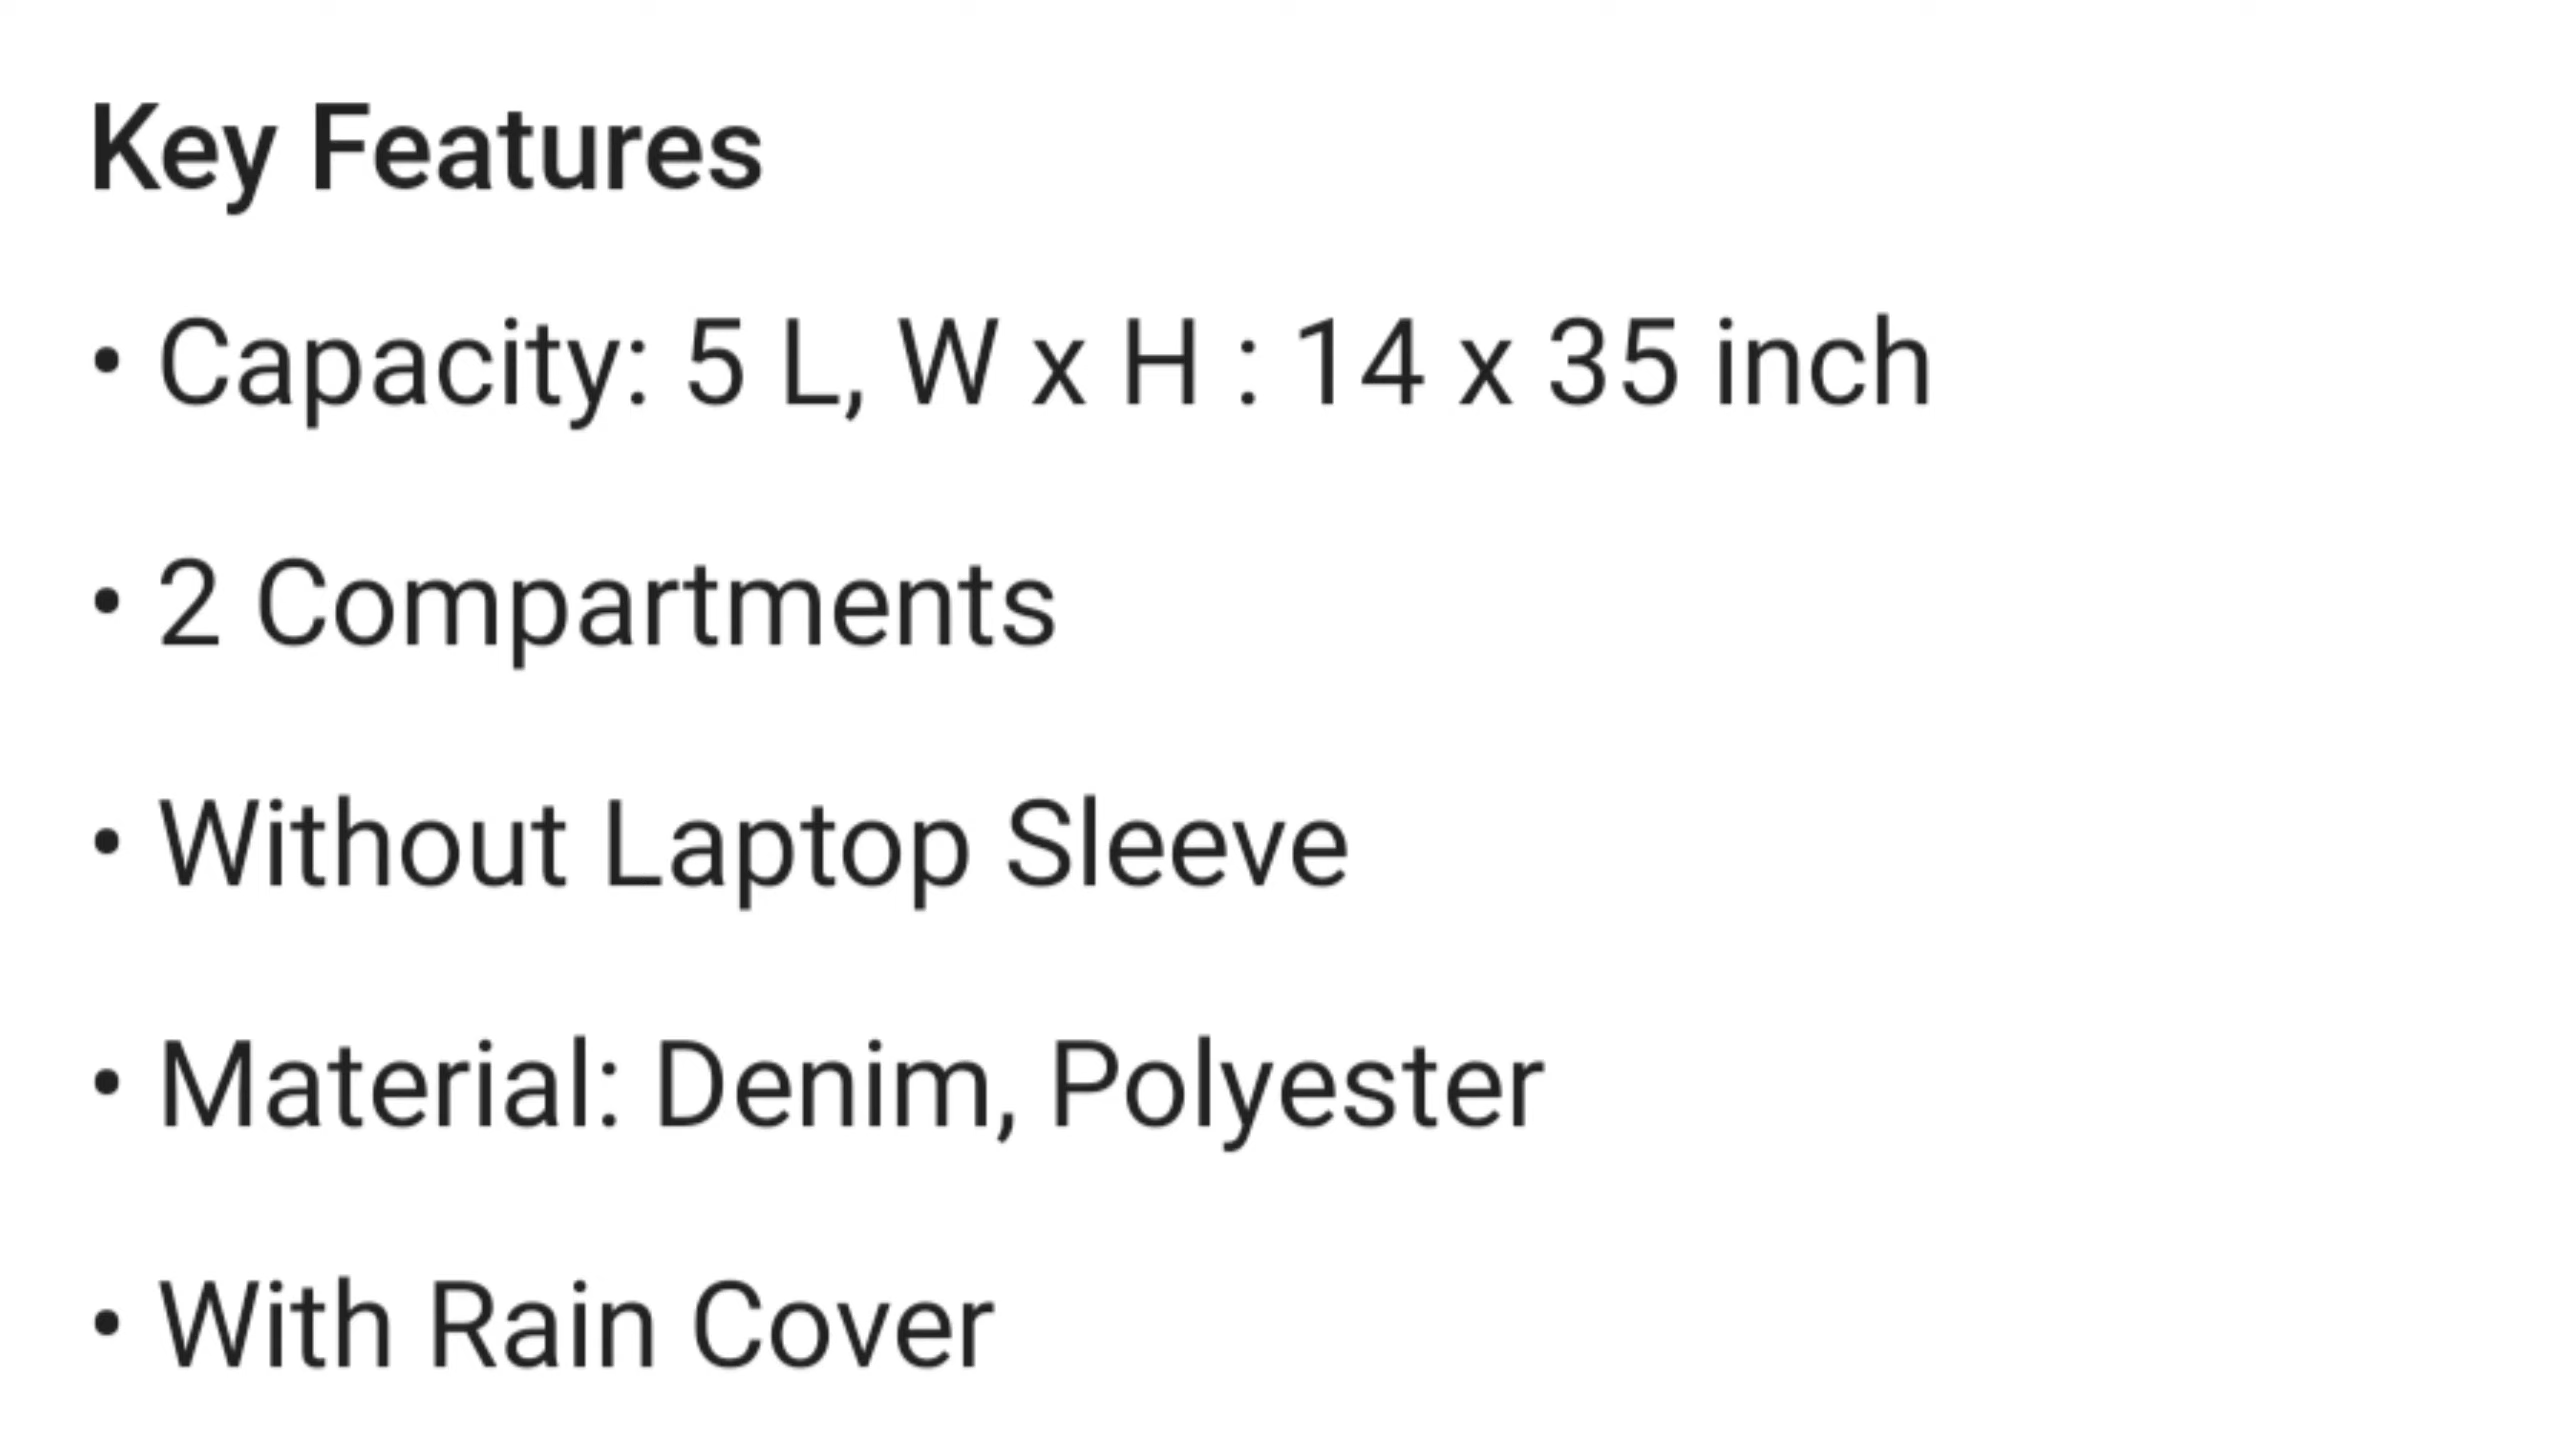 Key Features
• Capacity: 5 L, W x H : 14 x 35 inch
• 2 Compartments
• Without Laptop Sleeve
• Material: Denim, Polyester
• With Rain Cover